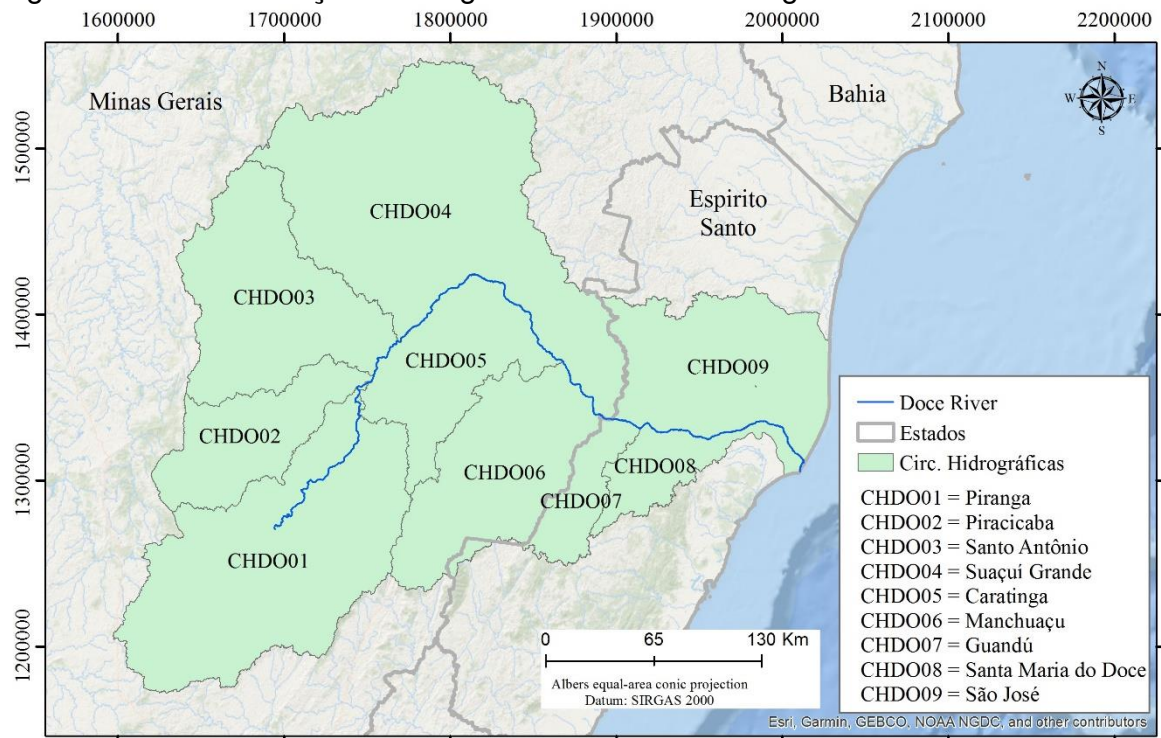 1600000 1700000 1800000 1900000 2000000 2100000 2200000
Minas Gerais
Bahia
N
W E
S
1500000
Espirito
Santo
CHDO04
CHDO03
1400000
CHDO05
CHDO09
CHDO02
CHDO06
CHDO08
1300000
CHDO07
CHDO01
1200000
Doce River
Estados
Circ. Hidrográficas
CHDO01 = Piranga
CHDO02 = Piracicaba
CHDO03 = Santo Antônio
CHDO04 = Suaçuí Grande
CHDO05 = Caratinga
CHDO06 = Manchuaçu
CHDO07 = Guandú
CHDO08 = Santa Maria do Doce
CHDO09 = São José
0 65 130 Km
Albers equal-area conic projection
Datum: SIRGAS 2000
Esri, Garmin, GEBCO, NOAA NGDC, and other contributors